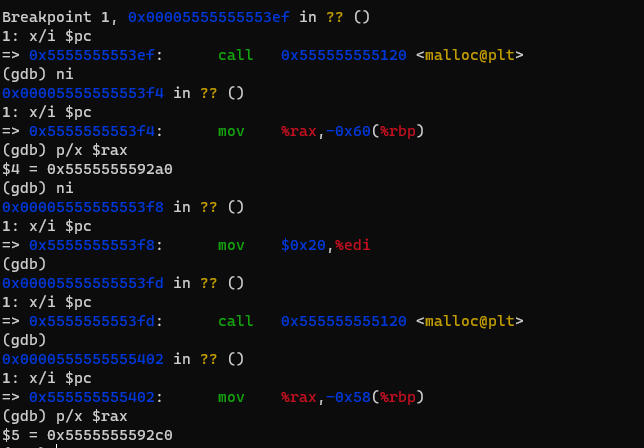 Breakpoint 1, 0x00005555555553ef in ?? ()
1: x/i $pc
=> 0x5555555553ef:      call   0x555555555120 <malloc@plt>
(gdb) ni
0x00005555555553f4 in ?? ()
1: x/i $pc
=> 0x5555555553f4:      mov    %rax,-0x60(%rbp)
(gdb) p/x $rax
$4 = 0x5555555592a0
(gdb) ni
0x00005555555553f8 in ?? ()
1: x/i $pc
=> 0x5555555553f8:      mov    $0x20,%edi
(gdb)
0x00005555555553fd in ?? ()
1: x/i $pc
=> 0x5555555553fd:      call   0x555555555120 <malloc@plt>
(gdb)
0x0000555555555402 in ?? ()
1: x/i $pc
=> 0x555555555402:      mov    %rax,-0x58(%rbp)
(gdb) p/x $rax
$5 = 0x5555555592c0